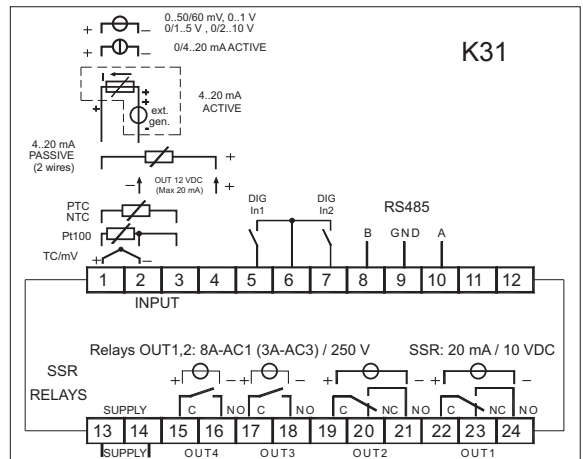 0..50/60 mV, 0..1 V
0/1..5 V , 0/2..10 V
+ –
K31
+ – 0/4..20 mA ACTIVE
I
+
+
+
ext.
gen.
-
4..20 mA
ACTIVE
4..20 mA
PASSIVE
(2 wires)
+
– OUT 12 VDC +
(Max 20 mA)
PTC
NTC
DIG
In1
DIG
In2
RS485
Pt100
B GND A
TC/mV + –
1 2 3 4 5 6 7 8 9 10 11 12
INPUT
Relays OUT1,2: 8A-AC1 (3A-AC3) / 250 V SSR: 20 mA / 10 VDC
SSR + – + – + – + –
RELAYS
SUPPLY C NO C NO C NC NO C NC NO
13 14 15 16 17 18 19 20 21 22 23 24
SUPPLY OUT4 OUT3 OUT2 OUT1